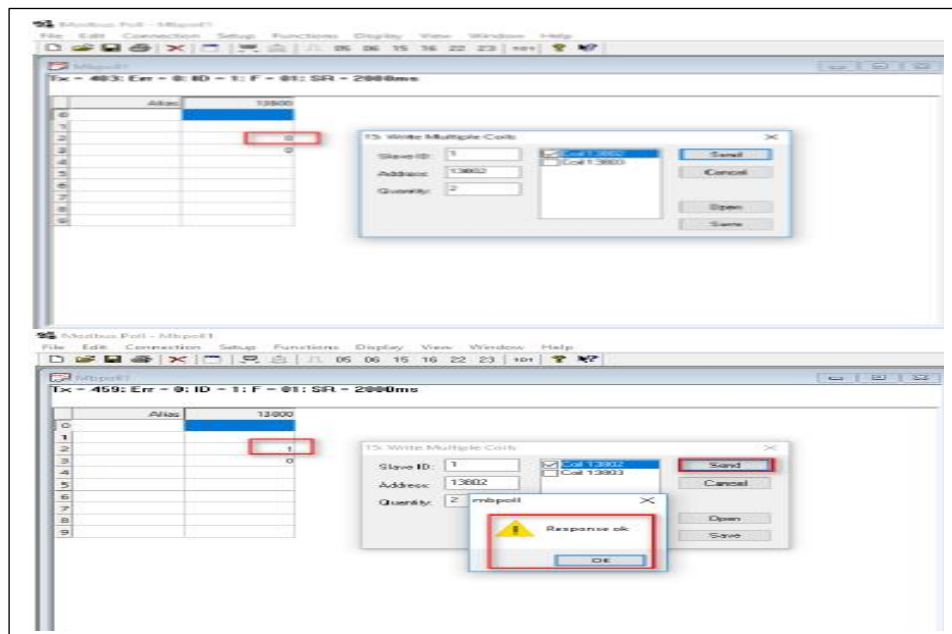 Modbus Poll - Mbpoll1
File Edit Connection Setup Functions Display View Window Help
05 06 15 16 22 23 101
Mbpoll1
Tx = 403: Err = 0: ID = 1: F = 01: SR = 2000ms
Alias 13800
0
1
2 0
3 0
4
5
6
7
8
9
15: Write Multiple Coils
Slave ID: 1
Address: 13802
Quantity: 2
Coil 13802
Coil 13803
Send
Cancel
Open
Save
Modbus Poll - Mbpoll1
File Edit Connection Setup Functions Display View Window Help
05 06 15 16 22 23 101
Mbpoll1
Tx = 459: Err = 0: ID = 1: F = 01: SR = 2000ms
Alias 13800
0
1
2 1
3 0
4
5
6
7
8
9
15: Write Multiple Coils
Slave ID: 1
Address: 13802
Quantity: 2
Coil 13802
Coil 13803
Send
Cancel
Open
Save
mbpoll
Response ok
OK